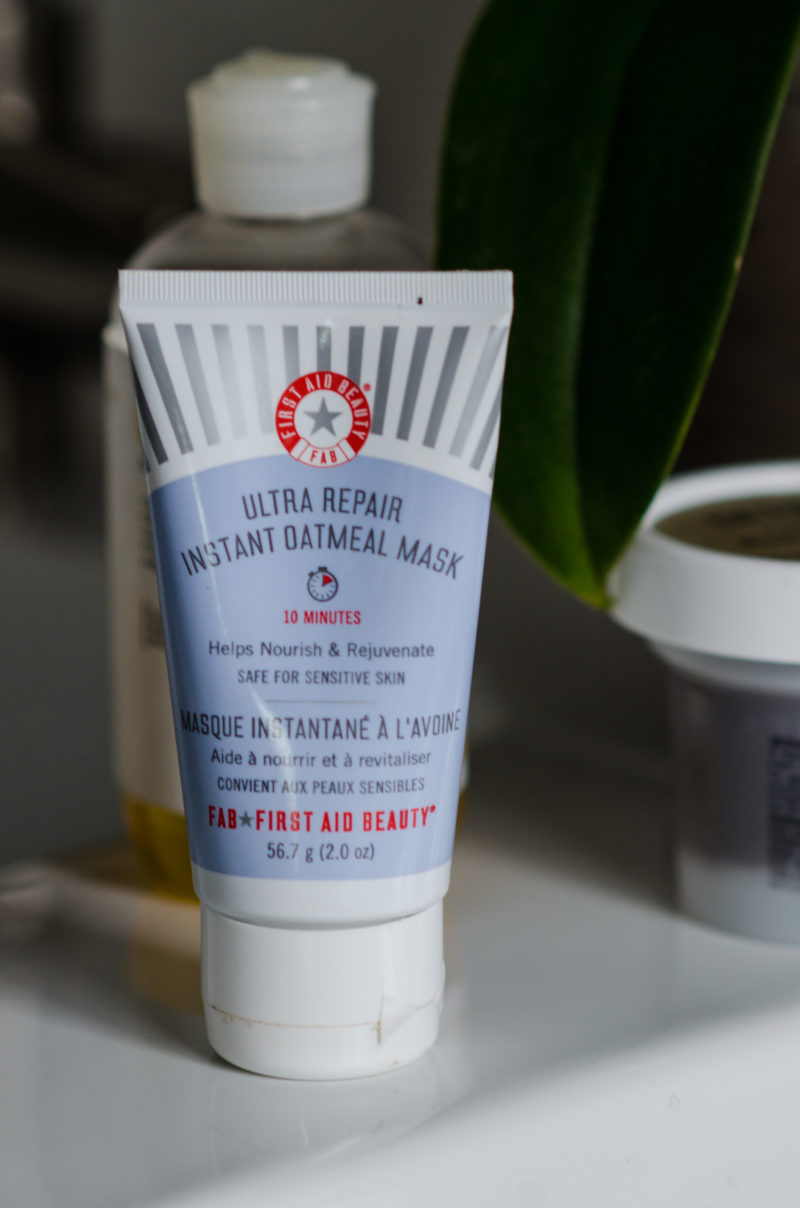 FIRST AID BEAUTY®
FAB
ULTRA REPAIR
INSTANT OATMEAL MASK
10 MINUTES
Helps Nourish & Rejuvenate
SAFE FOR SENSITIVE SKIN
MASQUE INSTANTANÉ À L'AVOINE
Aide à nourrir et à revitaliser
CONVIENT AUX PEAUX SENSIBLES
FAB★FIRST AID BEAUTY®
56.7 g (2.0 oz)